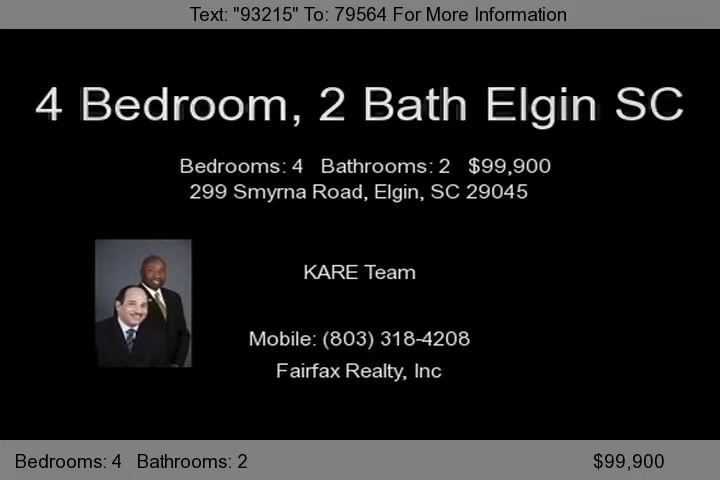 Text: "93215" To: 79564 For More Information
4 Bedroom, 2 Bath Elgin SC
Bedrooms: 4 Bathrooms: 2 $99,900
299 Smyrna Road, Elgin, SC 29045
KARE Team
Mobile: (803) 318-4208
Fairfax Realty, Inc
Bedrooms: 4 Bathrooms: 2 $99,900